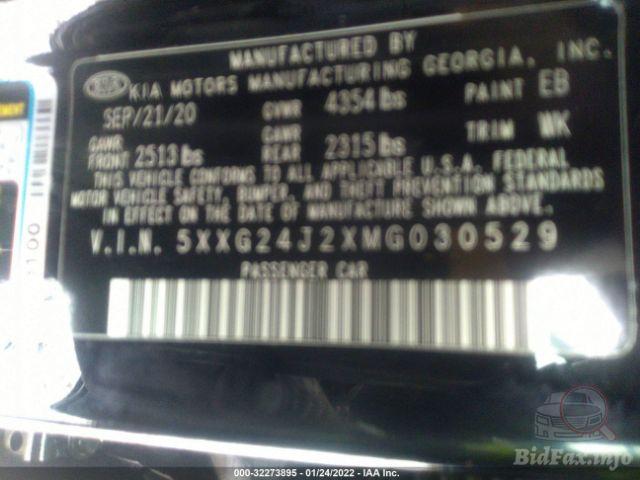 MANUFACTURED BY
KIA KIA MOTORS MANUFACTURING GEORGIA, INC.
SEP/21/20 GVWR 4354 lbs PAINT EB
GAWR FRONT 2513 lbs GAWR REAR 2315 lbs TRIM WK
THIS VEHICLE CONFORMS TO ALL APPLICABLE U.S.A. FEDERAL
MOTOR VEHICLE SAFETY, BUMPER, AND THEFT PREVENTION STANDARDS
IN EFFECT ON THE DATE OF MANUFACTURE SHOWN ABOVE.
V.I.N. 5XXG24J2XMG030529
PASSENGER CAR
BidFax.info
000-32273895 - 01/24/2022 - IAA Inc.